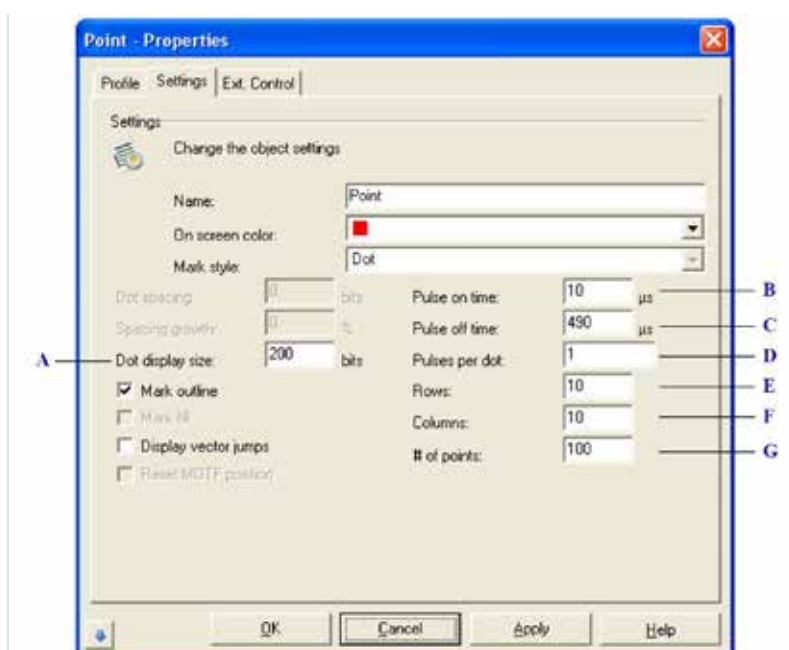 Point - Properties
Profile Settings Ext. Control
Settings
Change the object settings
Name: Point
On screen color:
Mark style: Dot
Dot spacing: 0 bits Pulse on time: 10 µs B
Spacing growth: 0 % Pulse off time: 490 µs C
A Dot display size: 200 bits Pulses per dot: 1 D
Mark outline Rows: 10 E
Mark fill Columns: 10 F
Display vector jumps # of points: 100 G
Reset MOTF position
OK Cancel Apply Help